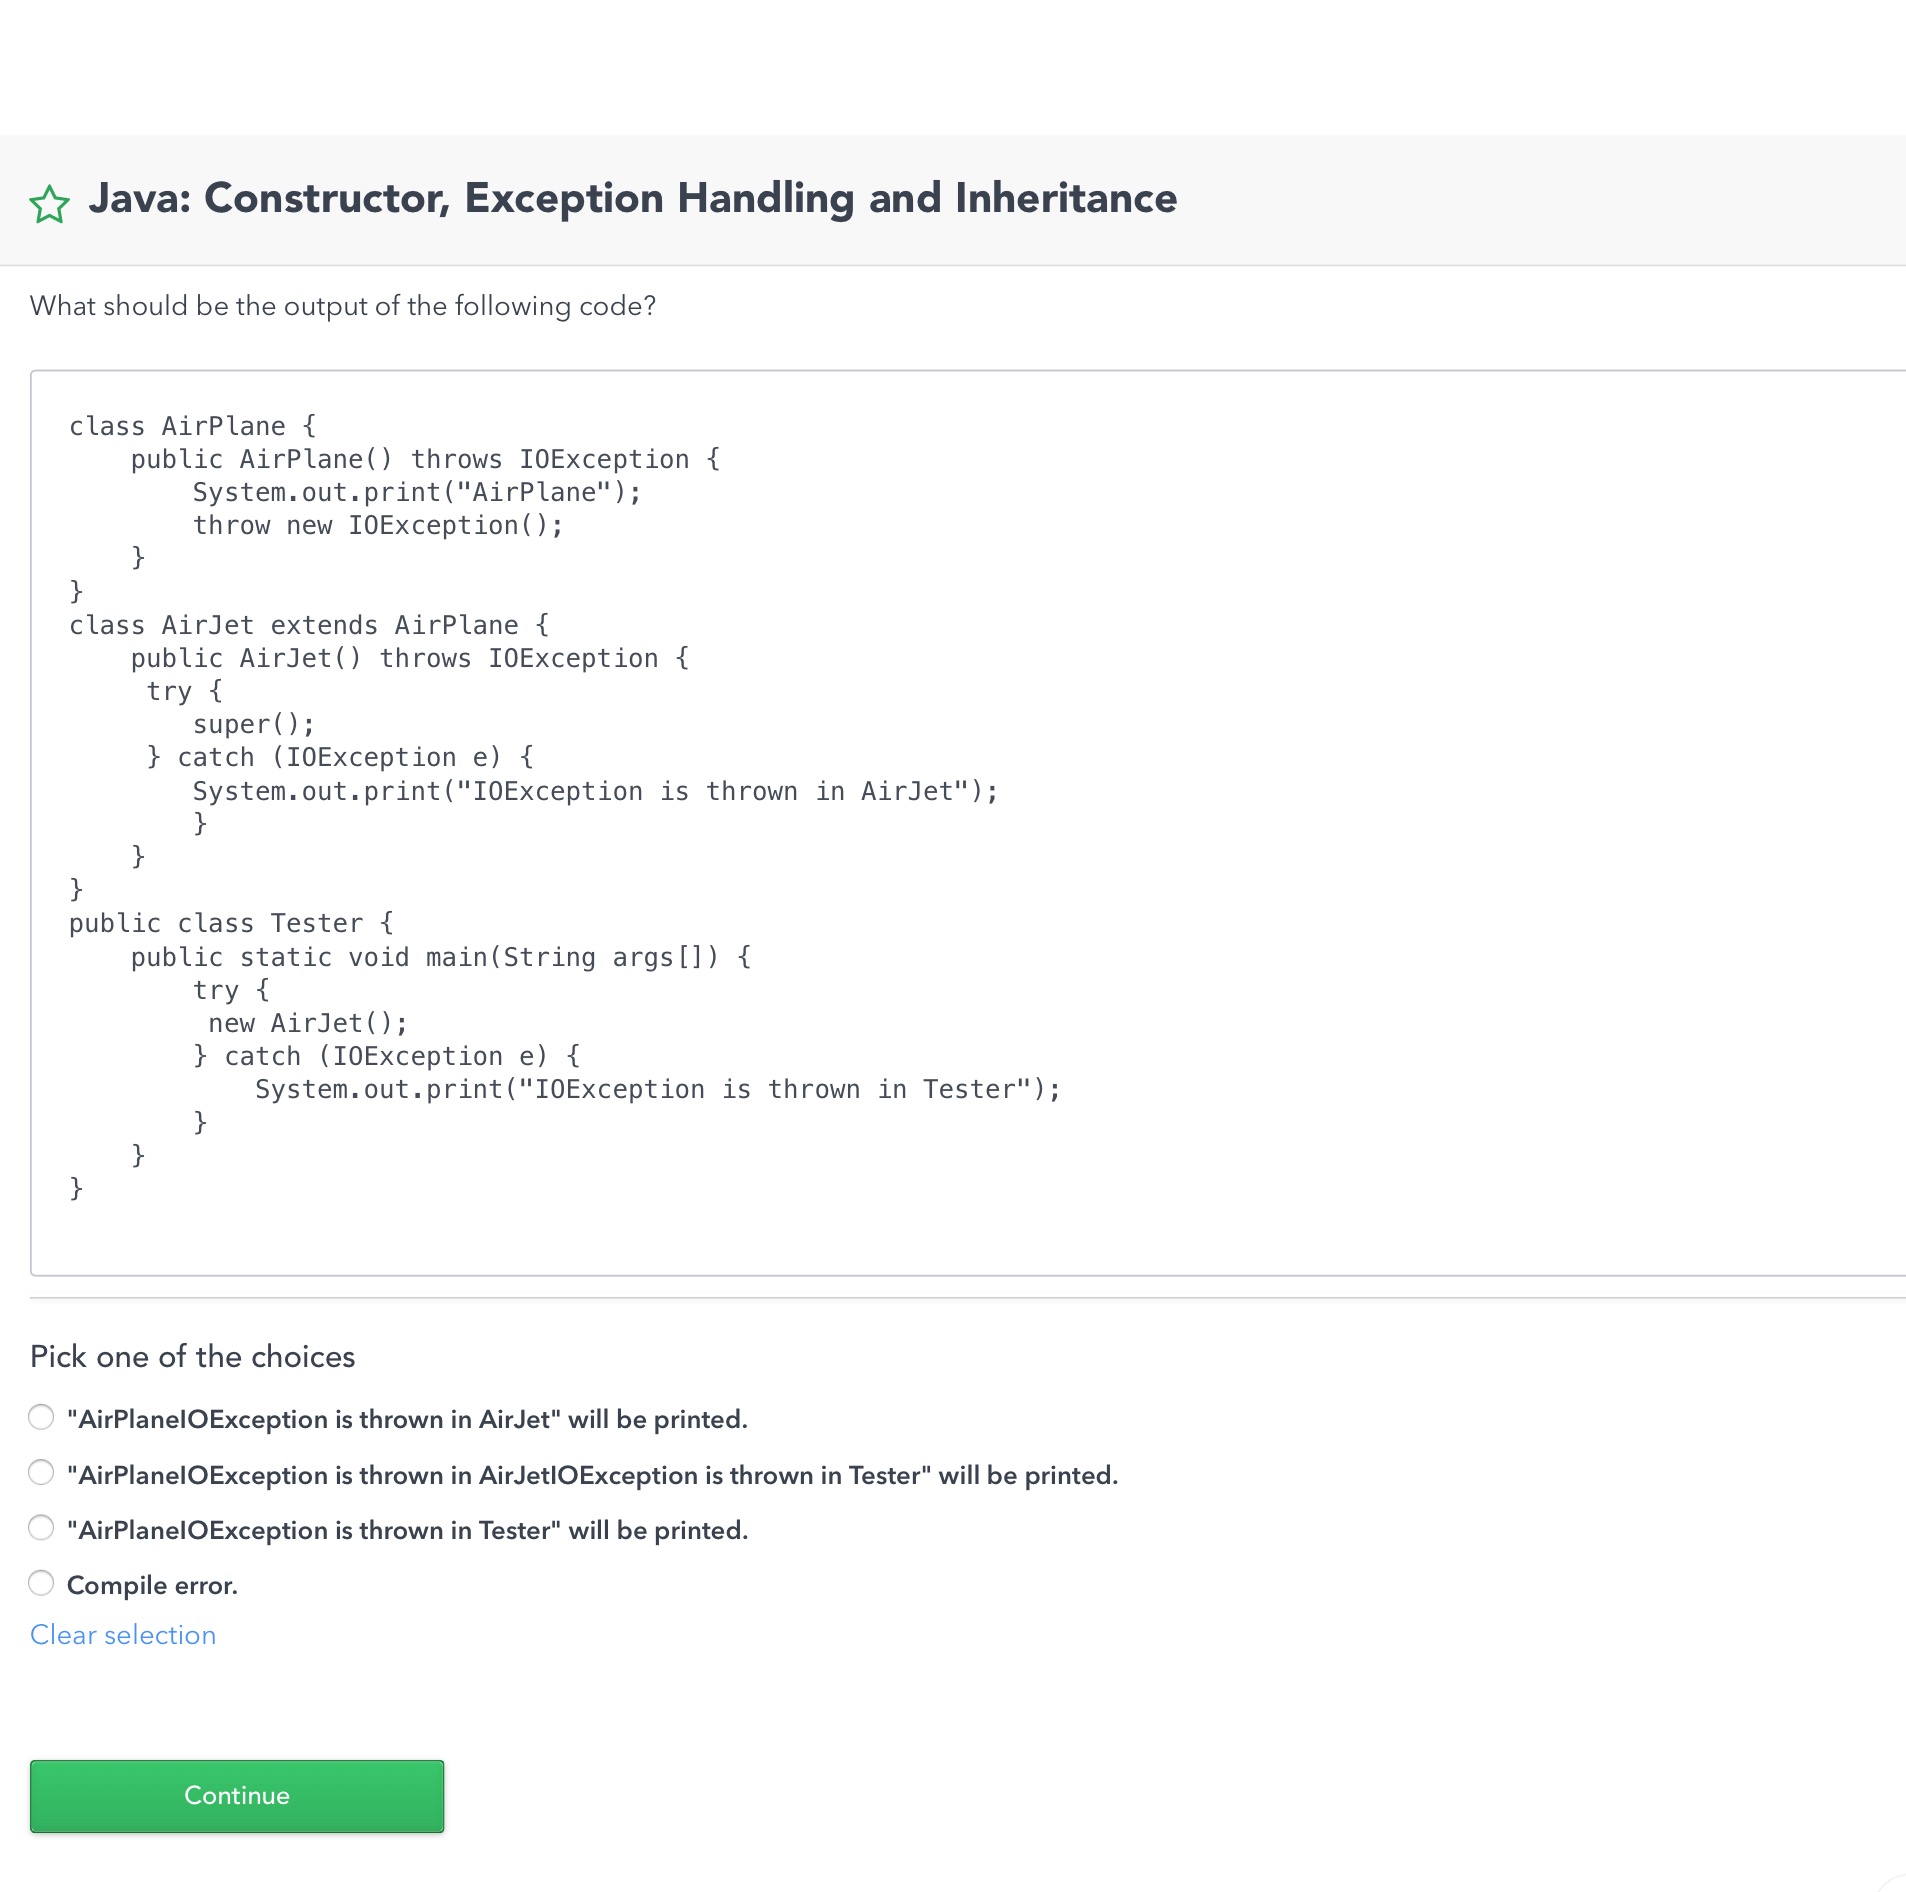 Java: Constructor, Exception Handling and Inheritance
What should be the output of the following code?
class AirPlane {
    public AirPlane() throws IOException {
        System.out.print("AirPlane");
        throw new IOException();
    }
}
class AirJet extends AirPlane {
    public AirJet() throws IOException {
     try {
        super();
     } catch (IOException e) {
        System.out.print("IOException is thrown in AirJet");
        }
    }
}
public class Tester {
    public static void main(String args[]) {
        try {
         new AirJet();
        } catch (IOException e) {
            System.out.print("IOException is thrown in Tester");
        }
    }
}
Pick one of the choices
"AirPlaneIOException is thrown in AirJet" will be printed.
"AirPlaneIOException is thrown in AirJetIOException is thrown in Tester" will be printed.
"AirPlaneIOException is thrown in Tester" will be printed.
Compile error.
Clear selection
Continue